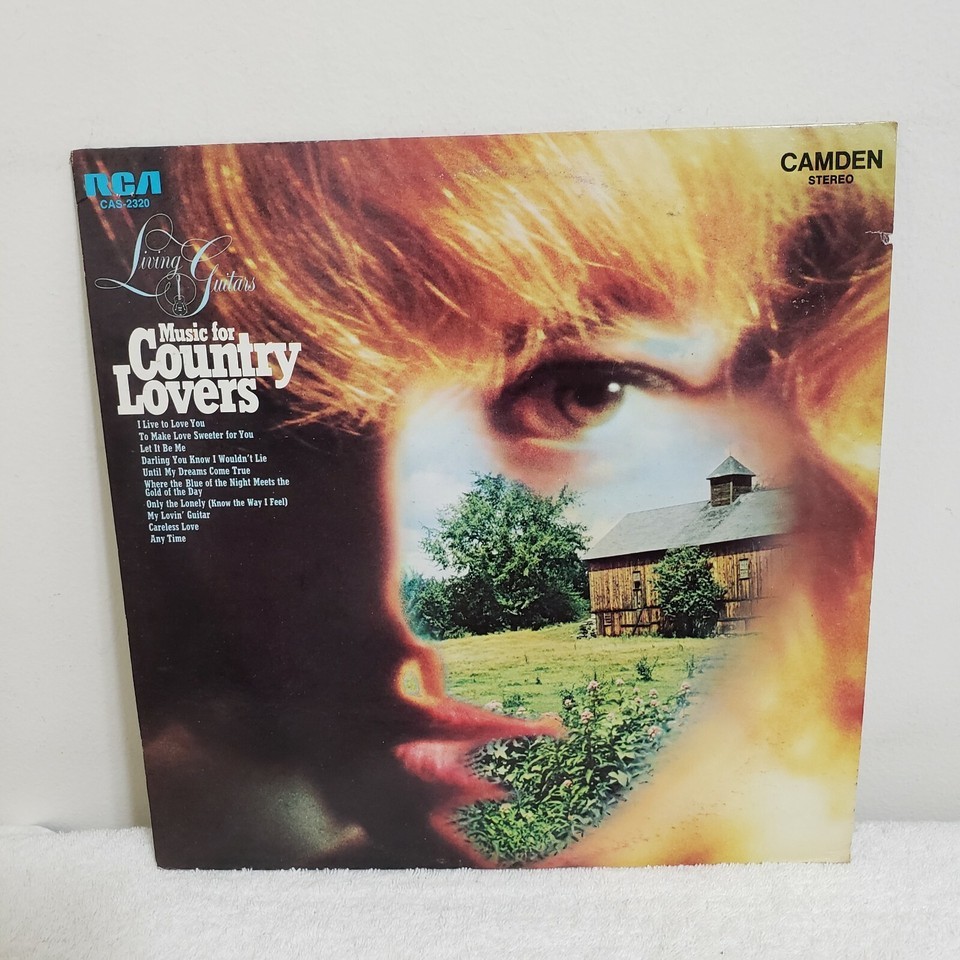 RCA
CAS-2320
CAMDEN
STEREO
Living Guitars
Music for
Country
Lovers
I Live to Love You
To Make Love Sweeter for You
Let It Be Me
Darling You Know I Wouldn't Lie
Until My Dreams Come True
Where the Blue of the Night Meets the
Gold of the Day
Only the Lonely (Know the Way I Feel)
My Lovin' Guitar
Careless Love
Any Time